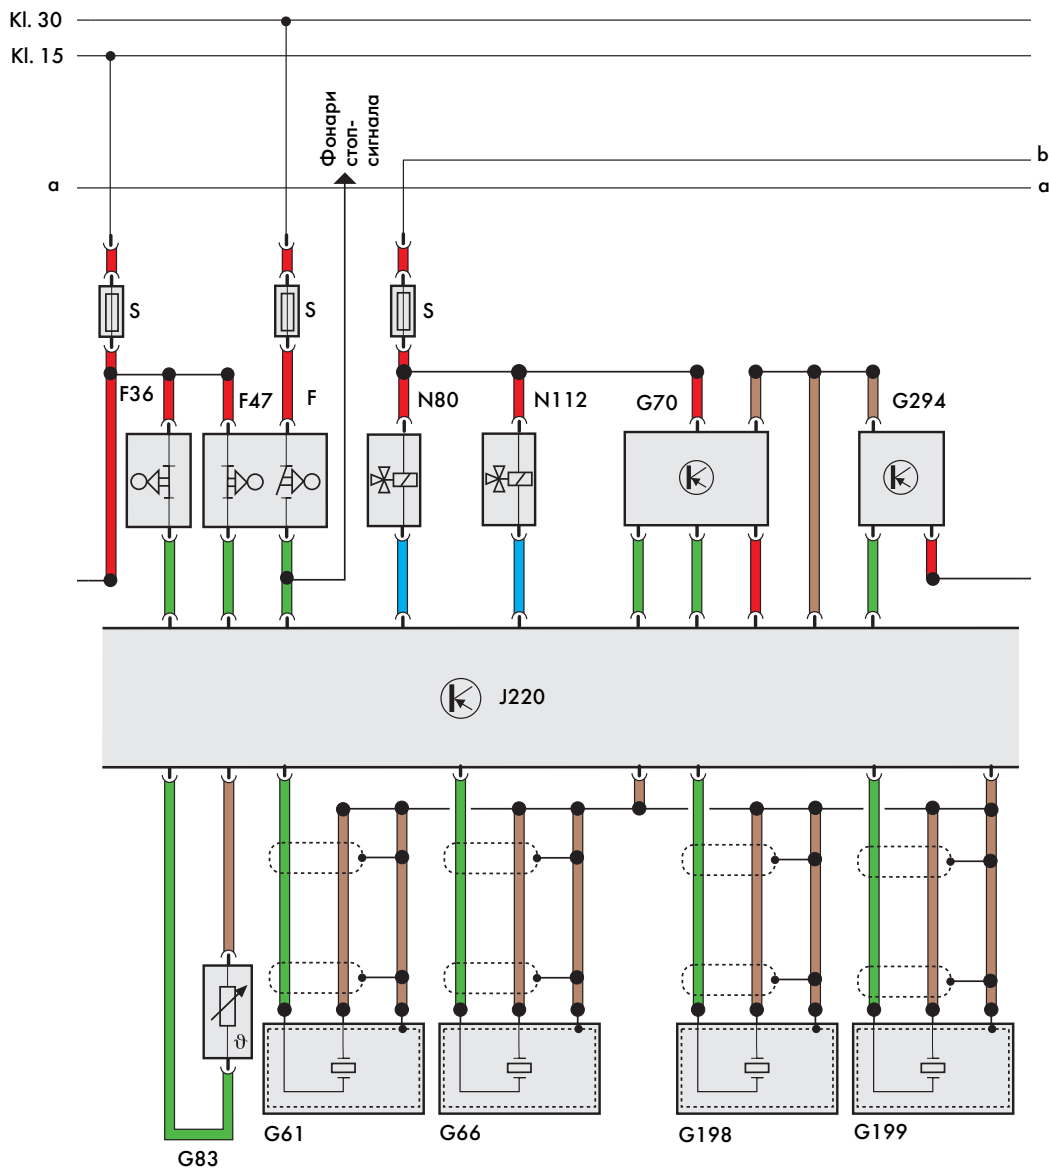 Kl. 30
Kl. 15
Фонари
стоп-
сигнала
b
a
a
S
S
S
F36
F47
F
N80
N112
G70
G294
J220
ϑ
G61
G66
G198
G199
G83